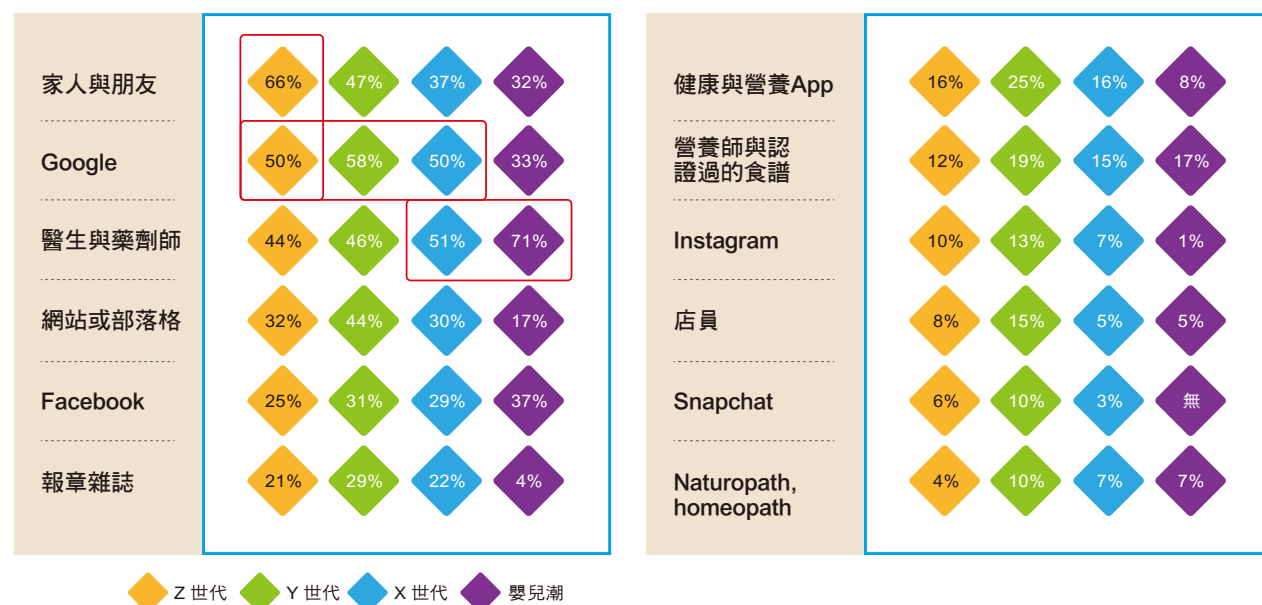 家人與朋友 66% 47% 37% 32%
Google 50% 58% 50% 33%
醫生與藥劑師 44% 46% 51% 71%
網站或部落格 32% 44% 30% 17%
Facebook 25% 31% 29% 37%
報章雜誌 21% 29% 22% 4%
健康與營養App 16% 25% 16% 8%
營養師與認
證過的食譜 12% 19% 15% 17%
Instagram 10% 13% 7% 1%
店員 8% 15% 5% 5%
Snapchat 6% 10% 3% 無
Naturopath,
homeopath 4% 10% 7% 7%
Z 世代 Y 世代 X 世代 嬰兒潮